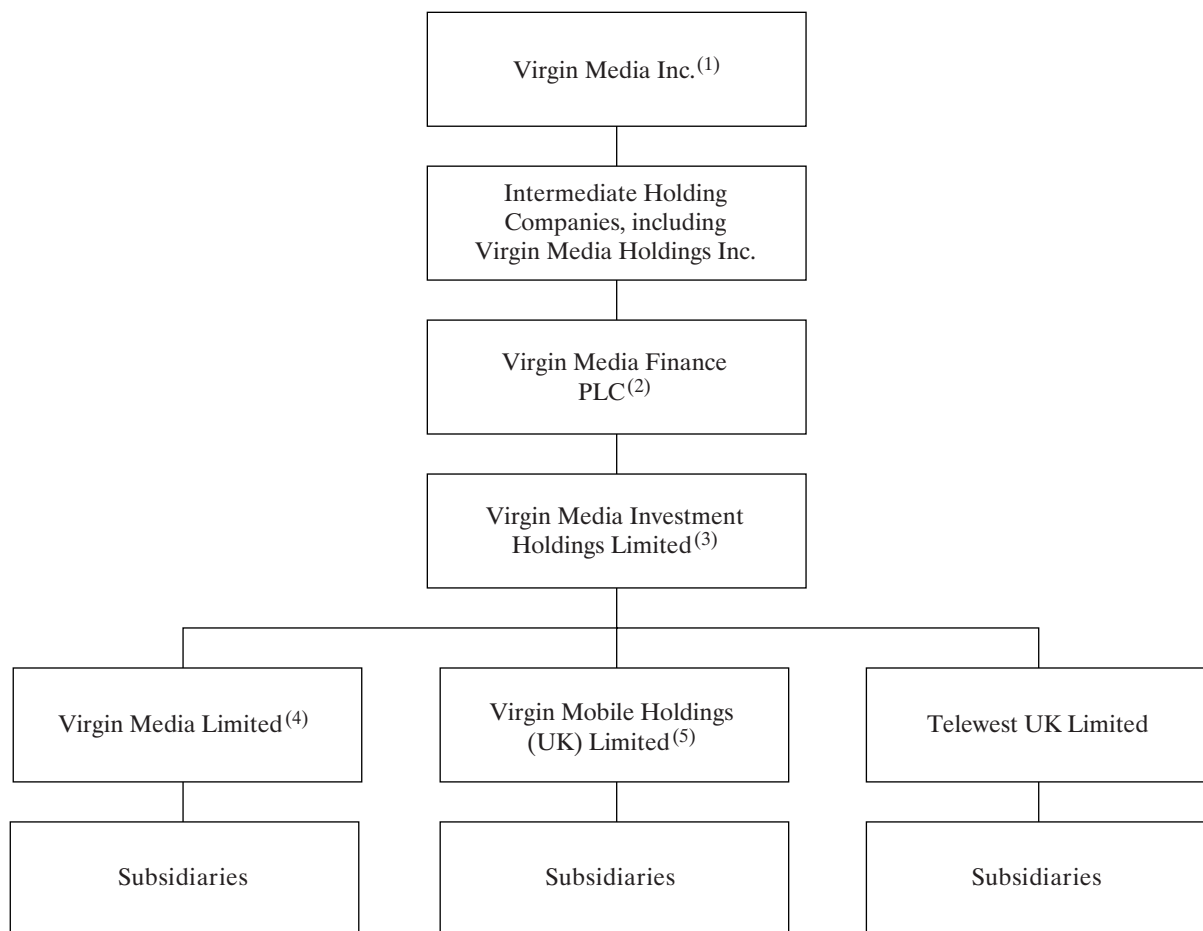 Virgin Media Inc.(1)
Intermediate Holding
Companies, including
Virgin Media Holdings Inc.
Virgin Media Finance
PLC(2)
Virgin Media Investment
Holdings Limited(3)
Virgin Media Limited(4)
Virgin Mobile Holdings
(UK) Limited(5)
Telewest UK Limited
Subsidiaries
Subsidiaries
Subsidiaries